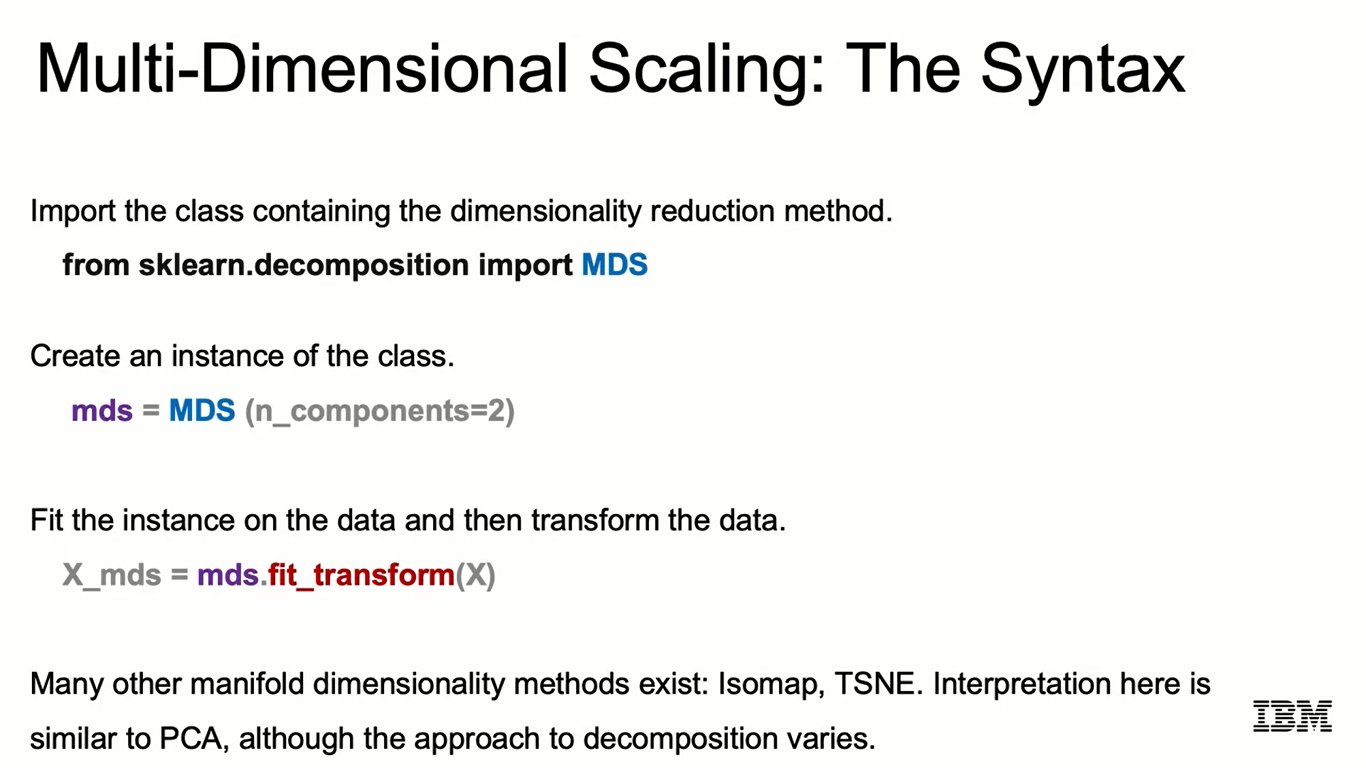 Multi-Dimensional Scaling: The Syntax
Import the class containing the dimensionality reduction method.
from sklearn.decomposition import MDS
Create an instance of the class.
mds = MDS (n_components=2)
Fit the instance on the data and then transform the data.
X_mds = mds.fit_transform(X)
Many other manifold dimensionality methods exist: Isomap, TSNE. Interpretation here is
similar to PCA, although the approach to decomposition varies.
IBM